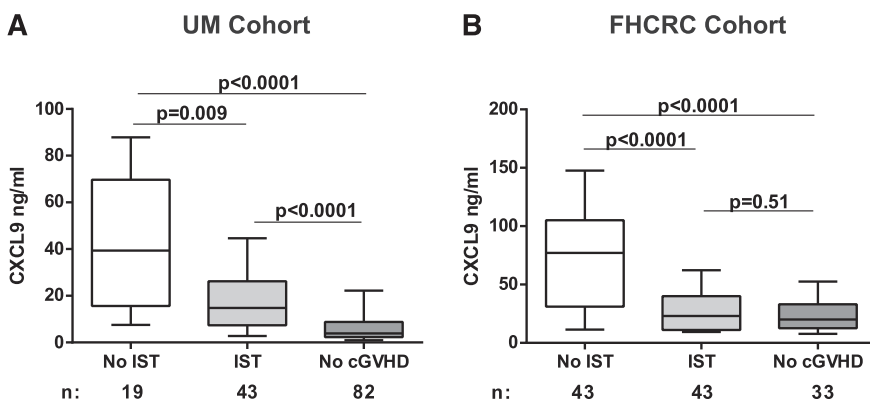 A
UM Cohort
CXCL9 ng/ml
100
80
60
40
20
0
p<0.0001
p=0.009
p<0.0001
No IST
IST
No cGVHD
n:
19
43
82
B
FHCRC Cohort
CXCL9 ng/ml
200
150
100
50
0
p<0.0001
p<0.0001
p=0.51
No IST
IST
No cGVHD
n:
43
43
33